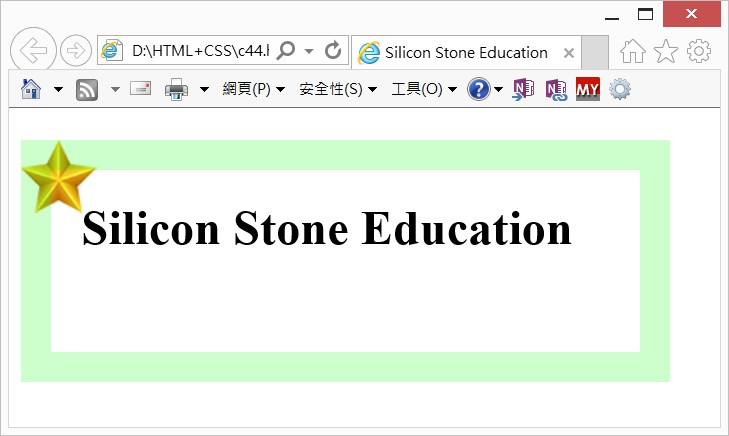 D:\HTML+CSS\c44.h
Silicon Stone Education
網頁(P) 安全性(S) 工具(O) MY
Silicon Stone Education